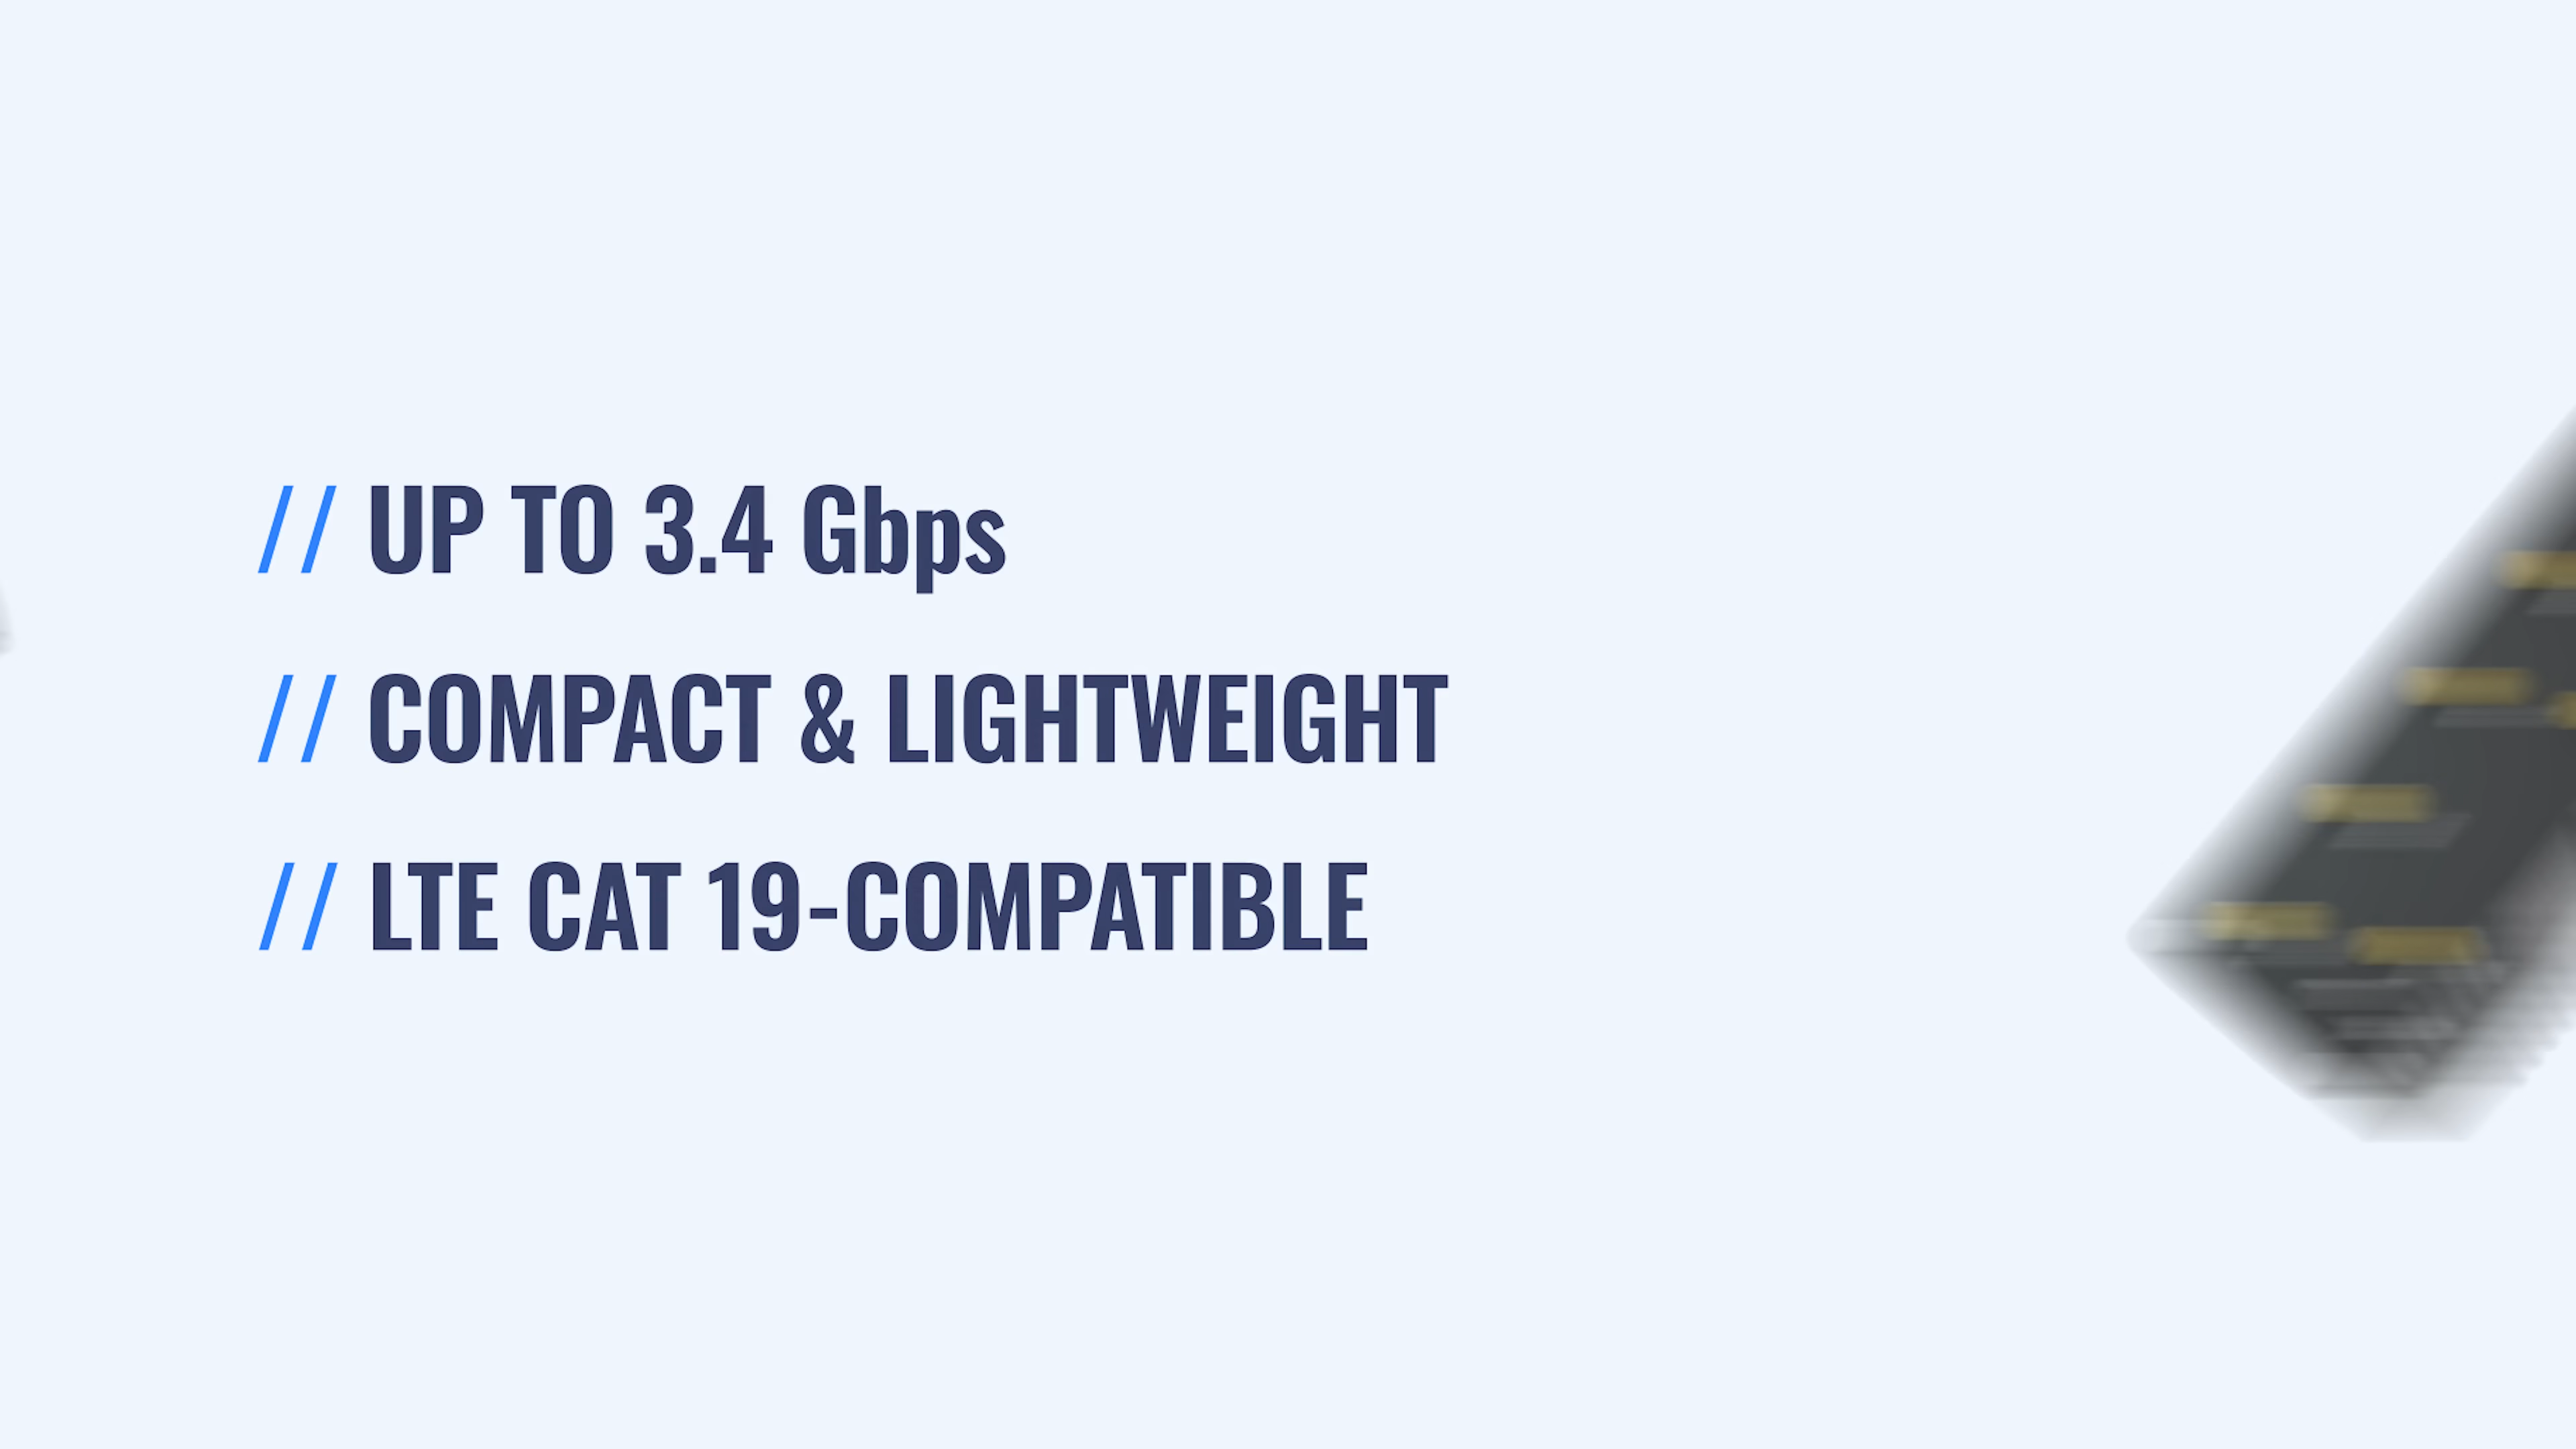 // UP TO 3.4 Gbps
// COMPACT & LIGHTWEIGHT
// LTE CAT 19-COMPATIBLE